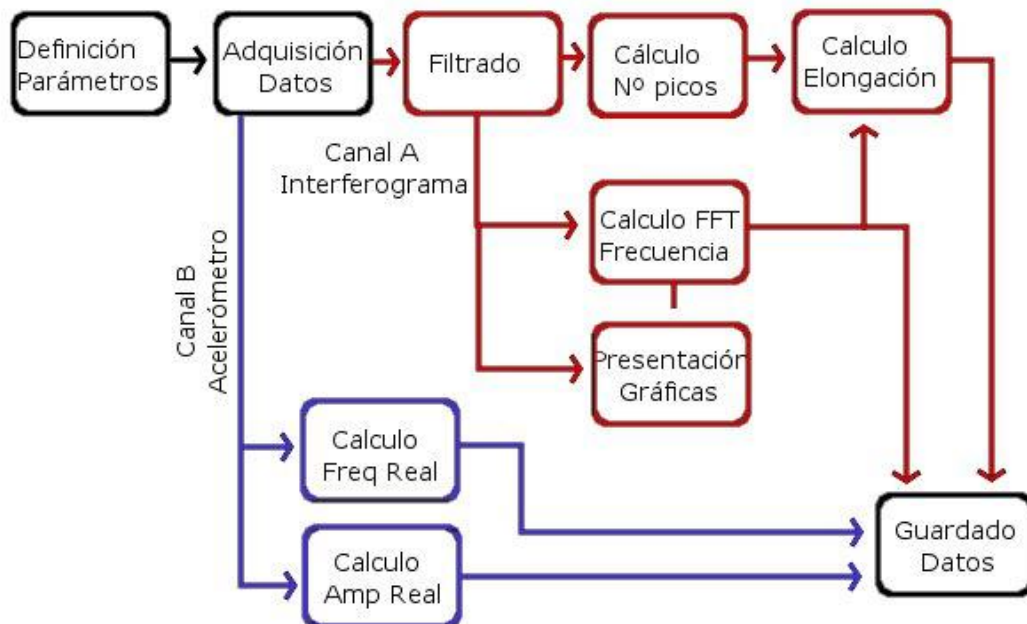 Definición
Parámetros
Adquisición
Datos
Filtrado
Cálculo
Nº picos
Calculo
Elongación
Canal A
Interferograma
Calculo FFT
Frecuencia
Canal B
Acelerómetro
Presentación
Gráficas
Calculo
Freq Real
Calculo
Amp Real
Guardado
Datos